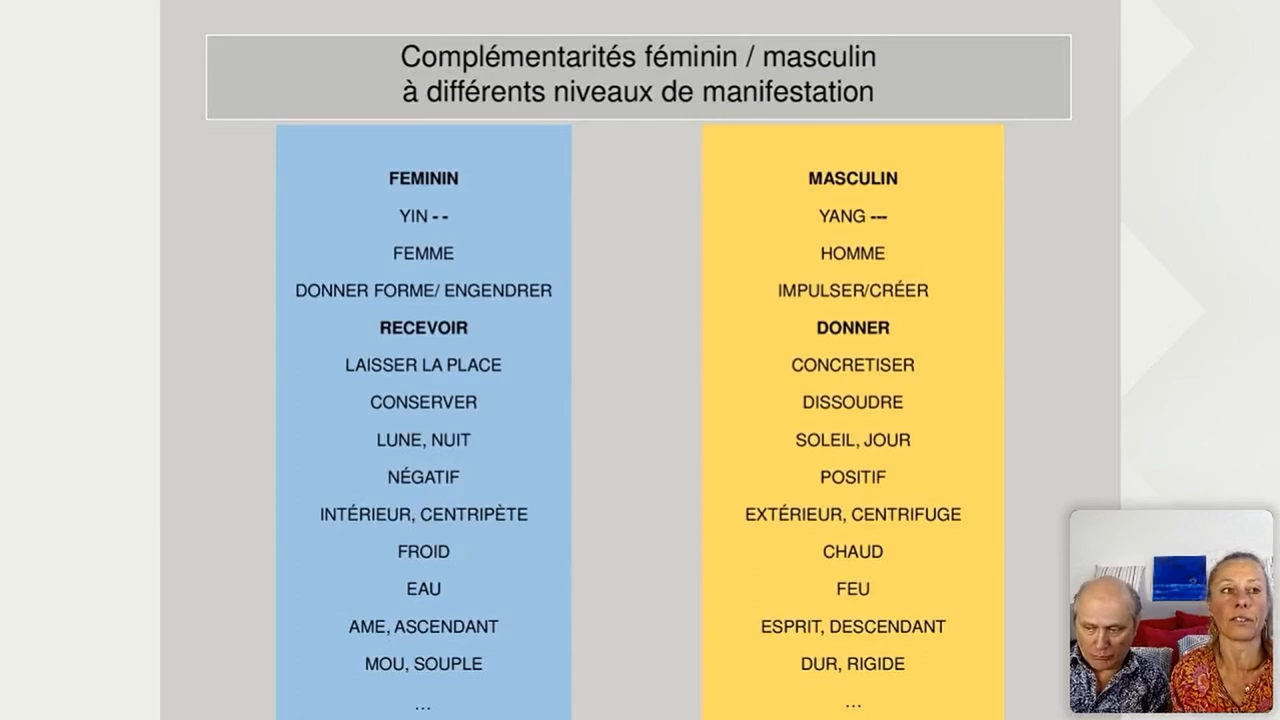 Complémentarités féminin / masculin
à différents niveaux de manifestation
FEMININ
YIN - -
FEMME
DONNER FORME/ ENGENDRER
RECEVOIR
LAISSER LA PLACE
CONSERVER
LUNE, NUIT
NÉGATIF
INTÉRIEUR, CENTRIPÈTE
FROID
EAU
AME, ASCENDANT
MOU, SOUPLE
...
MASCULIN
YANG ---
HOMME
IMPULSER/CRÉER
DONNER
CONCRETISER
DISSOUDRE
SOLEIL, JOUR
POSITIF
EXTÉRIEUR, CENTRIFUGE
CHAUD
FEU
ESPRIT, DESCENDANT
DUR, RIGIDE
...